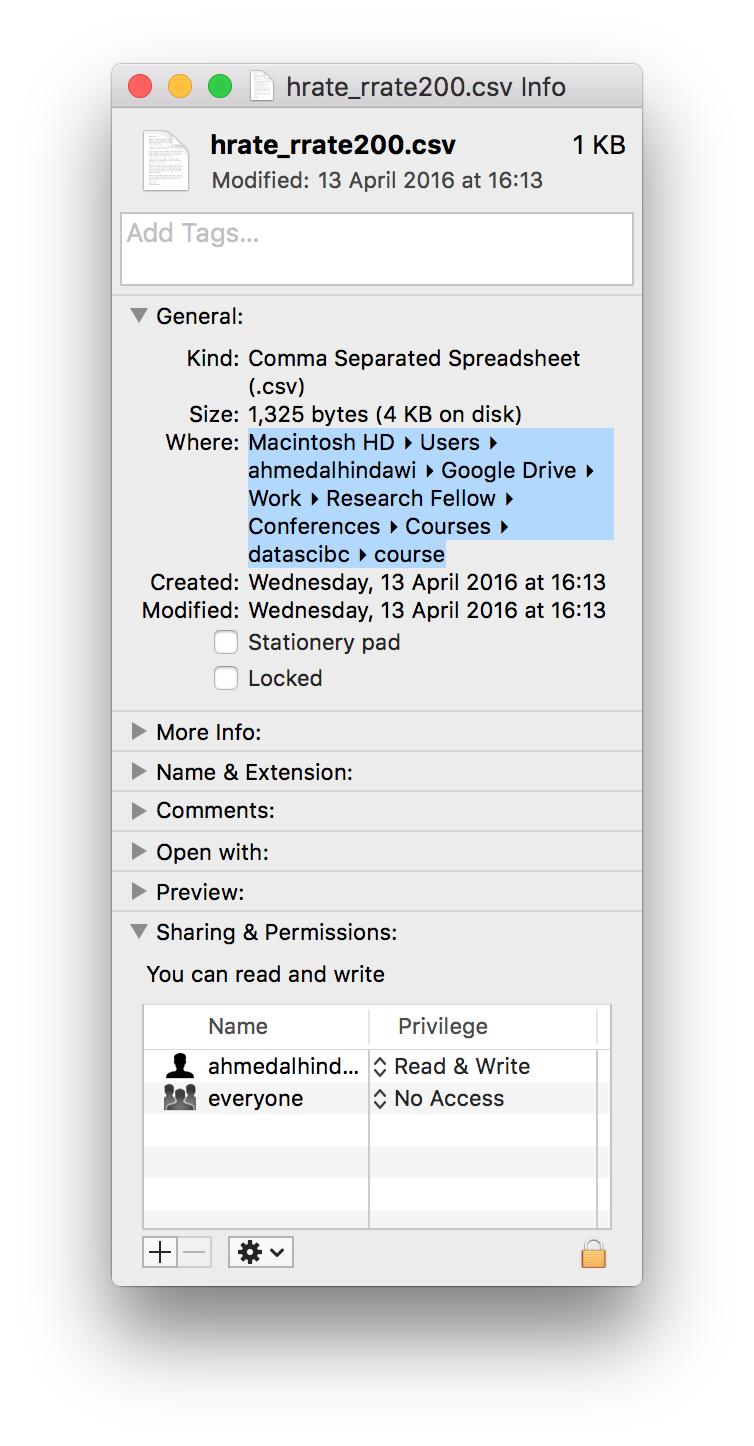 hrate_rrate200.csv Info
hrate_rrate200.csv 1 KB
Modified: 13 April 2016 at 16:13
Add Tags...
General:
Kind: Comma Separated Spreadsheet
(.csv)
Size: 1,325 bytes (4 KB on disk)
Where: Macintosh HD ▸ Users ▸
ahmedalhindawi ▸ Google Drive ▸
Work ▸ Research Fellow ▸
Conferences ▸ Courses ▸
datascibc ▸ course
Created: Wednesday, 13 April 2016 at 16:13
Modified: Wednesday, 13 April 2016 at 16:13
Stationery pad
Locked
More Info:
Name & Extension:
Comments:
Open with:
Preview:
Sharing & Permissions:
You can read and write
Name Privilege
ahmedalhind... Read & Write
everyone No Access